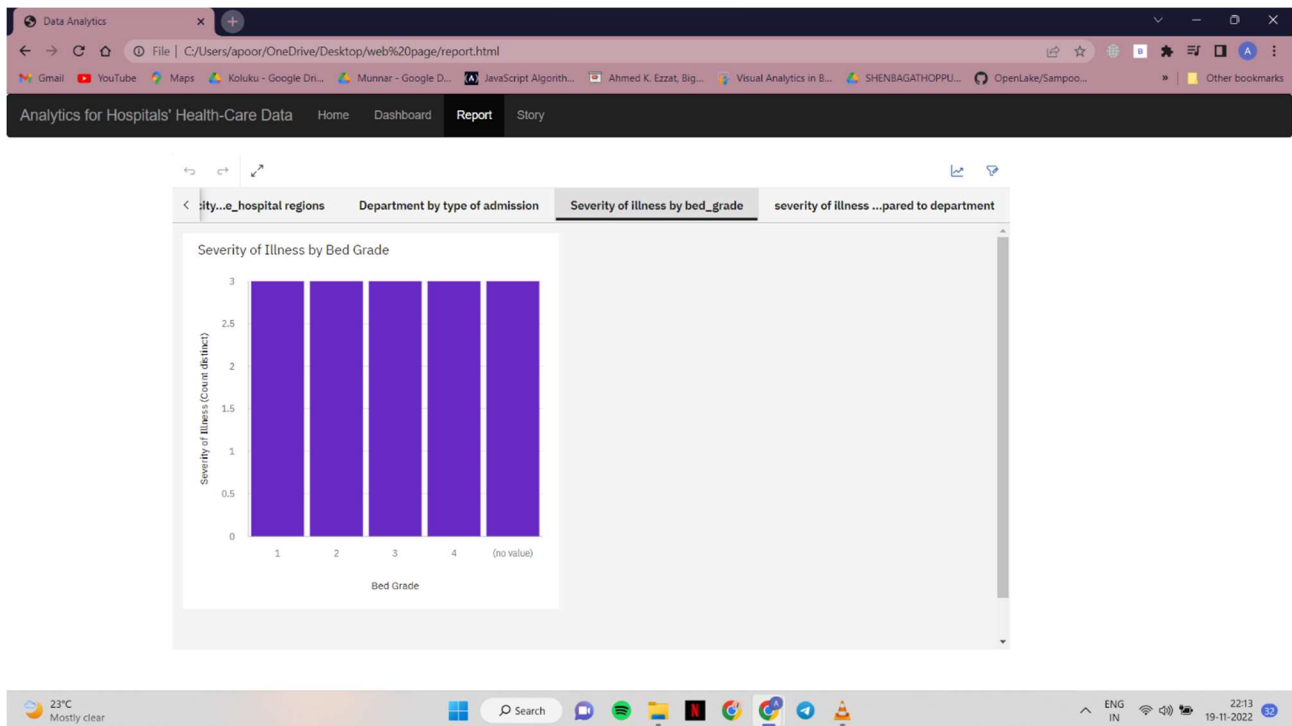 Data Analytics
File | C:/Users/apoor/OneDrive/Desktop/web%20page/report.html
Gmail YouTube Maps Koluku - Google Dri... Munnar - Google D... JavaScript Algorith... Ahmed K. Ezzat, Big... Visual Analytics in B... SHENBAGATHOPPU... OpenLake/Sampoo... » Other bookmarks
Analytics for Hospitals' Health-Care Data Home Dashboard Report Story
:ity...e_hospital regions Department by type of admission Severity of illness by bed_grade severity of illness ...pared to department
Severity of Illness by Bed Grade
Severity of Illness (Count distinct)
3
2.5
2
1.5
1
0.5
0
1 2 3 4 (no value)
Bed Grade
23°C
Mostly clear
Search
ENG
IN
22:13
19-11-2022
32